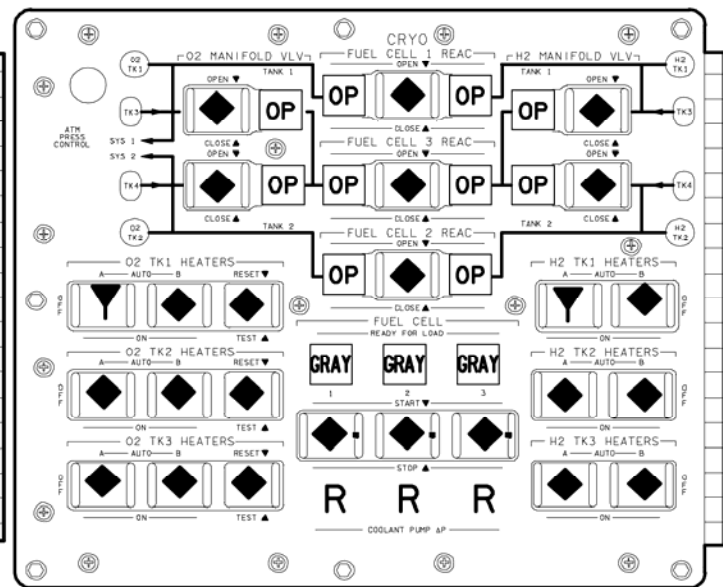 CRYO
O2 MANIFOLD VLV FUEL CELL 1 REAC H2 MANIFOLD VLV
O2 TK1 TANK 1 OPEN ▼ TANK 1 H2 TK1
OPEN ▼ OPEN ▼
OP OP
TK3 OP OP TK3
CLOSE ▲
ATM PRESS CONTROL
SYS 1 CLOSE ▲ FUEL CELL 3 REAC CLOSE ▲
SYS 2 OPEN ▼ OPEN ▼ OPEN ▼
TK4 OP OP OP OP TK4
CLOSE ▲ CLOSE ▲ CLOSE ▲
O2 TK2 TANK 2 FUEL CELL 2 REAC TANK 2 H2 TK2
OPEN ▼
OP OP
CLOSE ▲
O2 TK1 HEATERS H2 TK1 HEATERS
A AUTO B RESET ▼ A AUTO B
OFF OFF
ON TEST ▲ ON
FUEL CELL
READY FOR LOAD
GRAY GRAY GRAY
1 2 3
O2 TK2 HEATERS H2 TK2 HEATERS
A AUTO B RESET ▼ A AUTO B
OFF OFF
ON TEST ▲ ON
START ▼
STOP ▲
O2 TK3 HEATERS H2 TK3 HEATERS
A AUTO B RESET ▼ A AUTO B
OFF OFF
ON TEST ▲ ON
R R R
COOLANT PUMP ΔP